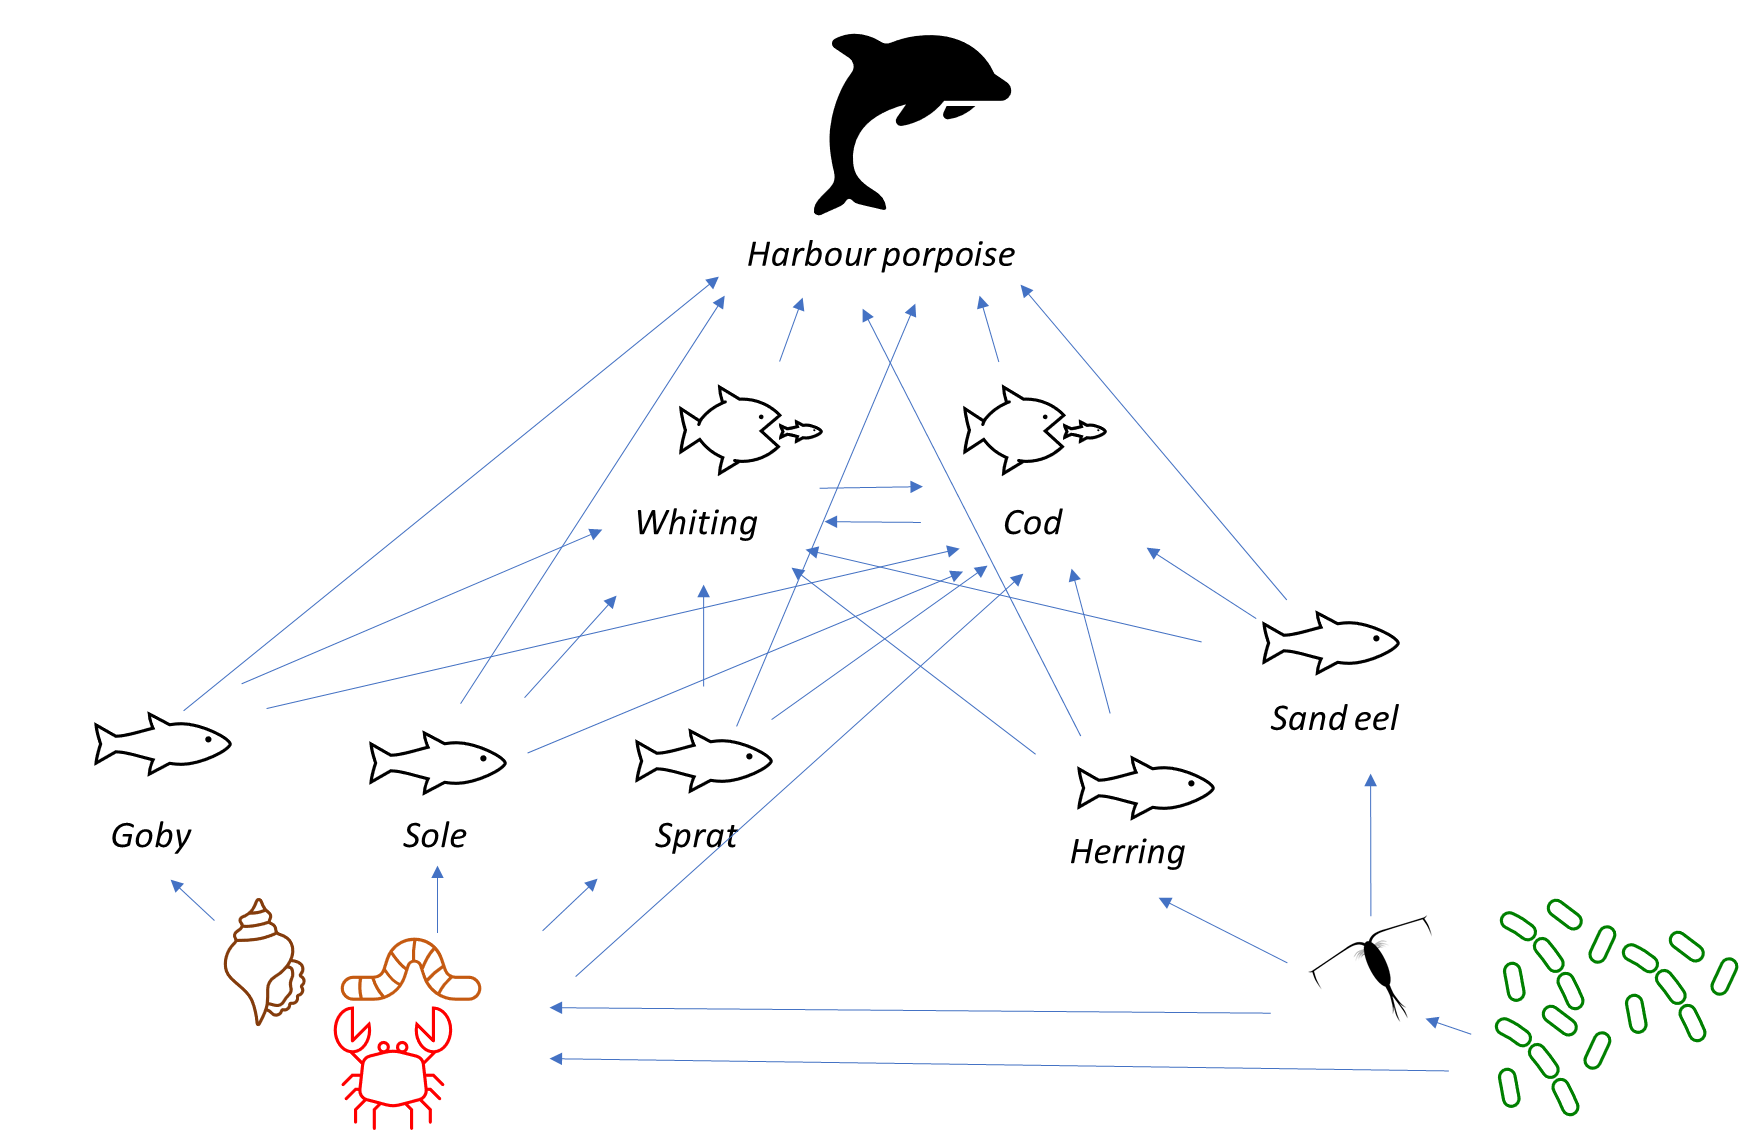 Harbour porpoise
Whiting
Cod
Sand eel
Goby
Sole
Sprat
Herring